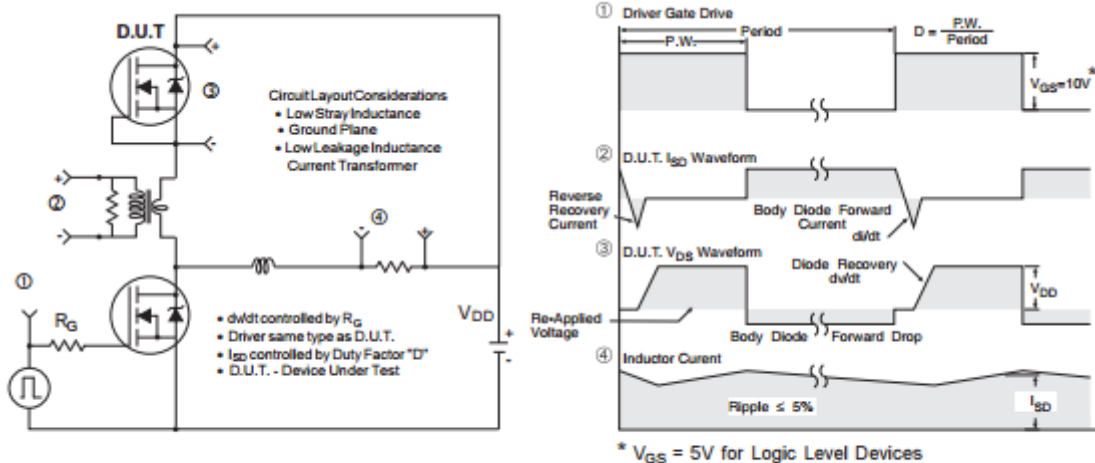 D.U.T
+
③
-
Circuit Layout Considerations
• Low Stray Inductance
• Ground Plane
• Low Leakage Inductance
Current Transformer
+
②
-
④
-
+
①
RG
• dv/dt controlled by RG
• Driver same type as D.U.T.
• ISD controlled by Duty Factor "D"
• D.U.T. - Device Under Test
VDD
+
-
① Driver Gate Drive
P.W.
Period
D = P.W. / Period
VGS=10V *
② D.U.T. ISD Waveform
Reverse
Recovery
Current
Body Diode Forward
Current
di/dt
③ D.U.T. VDS Waveform
Diode Recovery
dv/dt
VDD
Re-Applied
Voltage
Body Diode Forward Drop
④ Inductor Curent
Ripple ≤ 5%
ISD
* VGS = 5V for Logic Level Devices